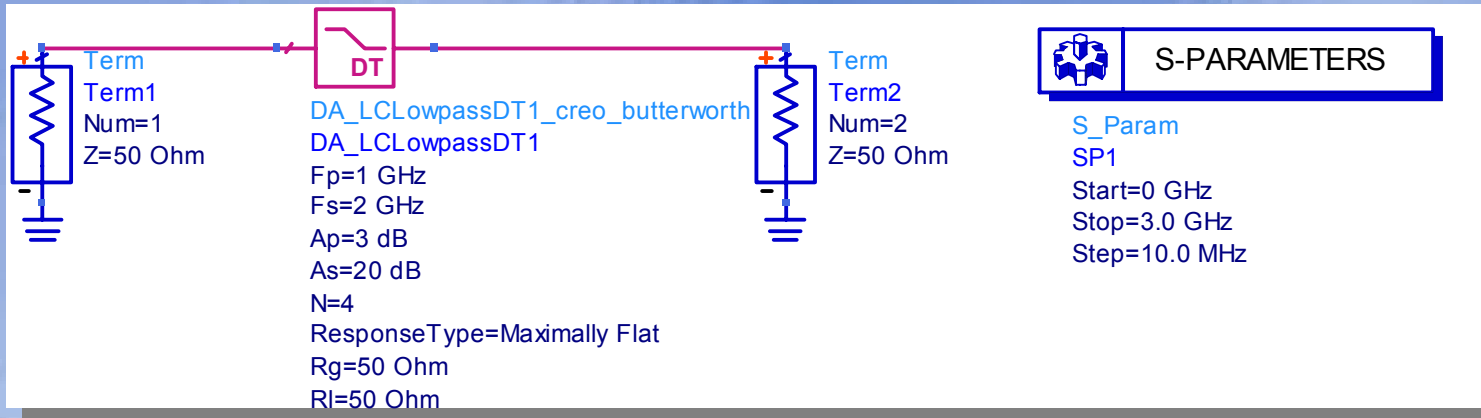 Term
Term1
Num=1
Z=50 Ohm
DT
DA_LCLowpassDT1_creo_butterworth
DA_LCLowpassDT1
Fp=1 GHz
Fs=2 GHz
Ap=3 dB
As=20 dB
N=4
ResponseType=Maximally Flat
Rg=50 Ohm
Rl=50 Ohm
Term
Term2
Num=2
Z=50 Ohm
S-PARAMETERS
S_Param
SP1
Start=0 GHz
Stop=3.0 GHz
Step=10.0 MHz